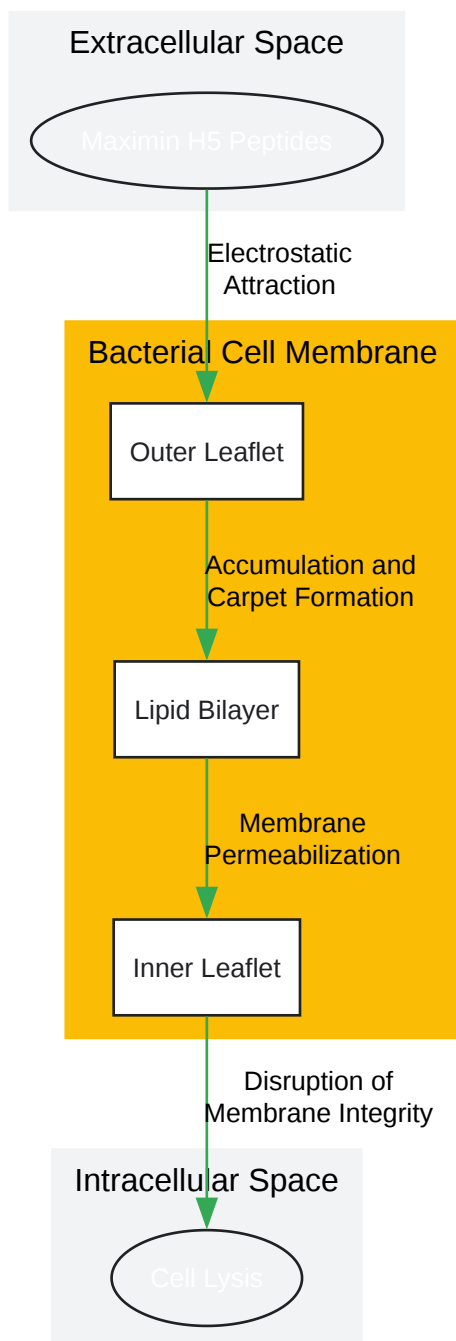 Extracellular Space
Maximin H5 Peptides
Electrostatic
Attraction
Bacterial Cell Membrane
Outer Leaflet
Accumulation and
Carpet Formation
Lipid Bilayer
Membrane
Permeabilization
Inner Leaflet
Disruption of
Membrane Integrity
Intracellular Space
Cell Lysis